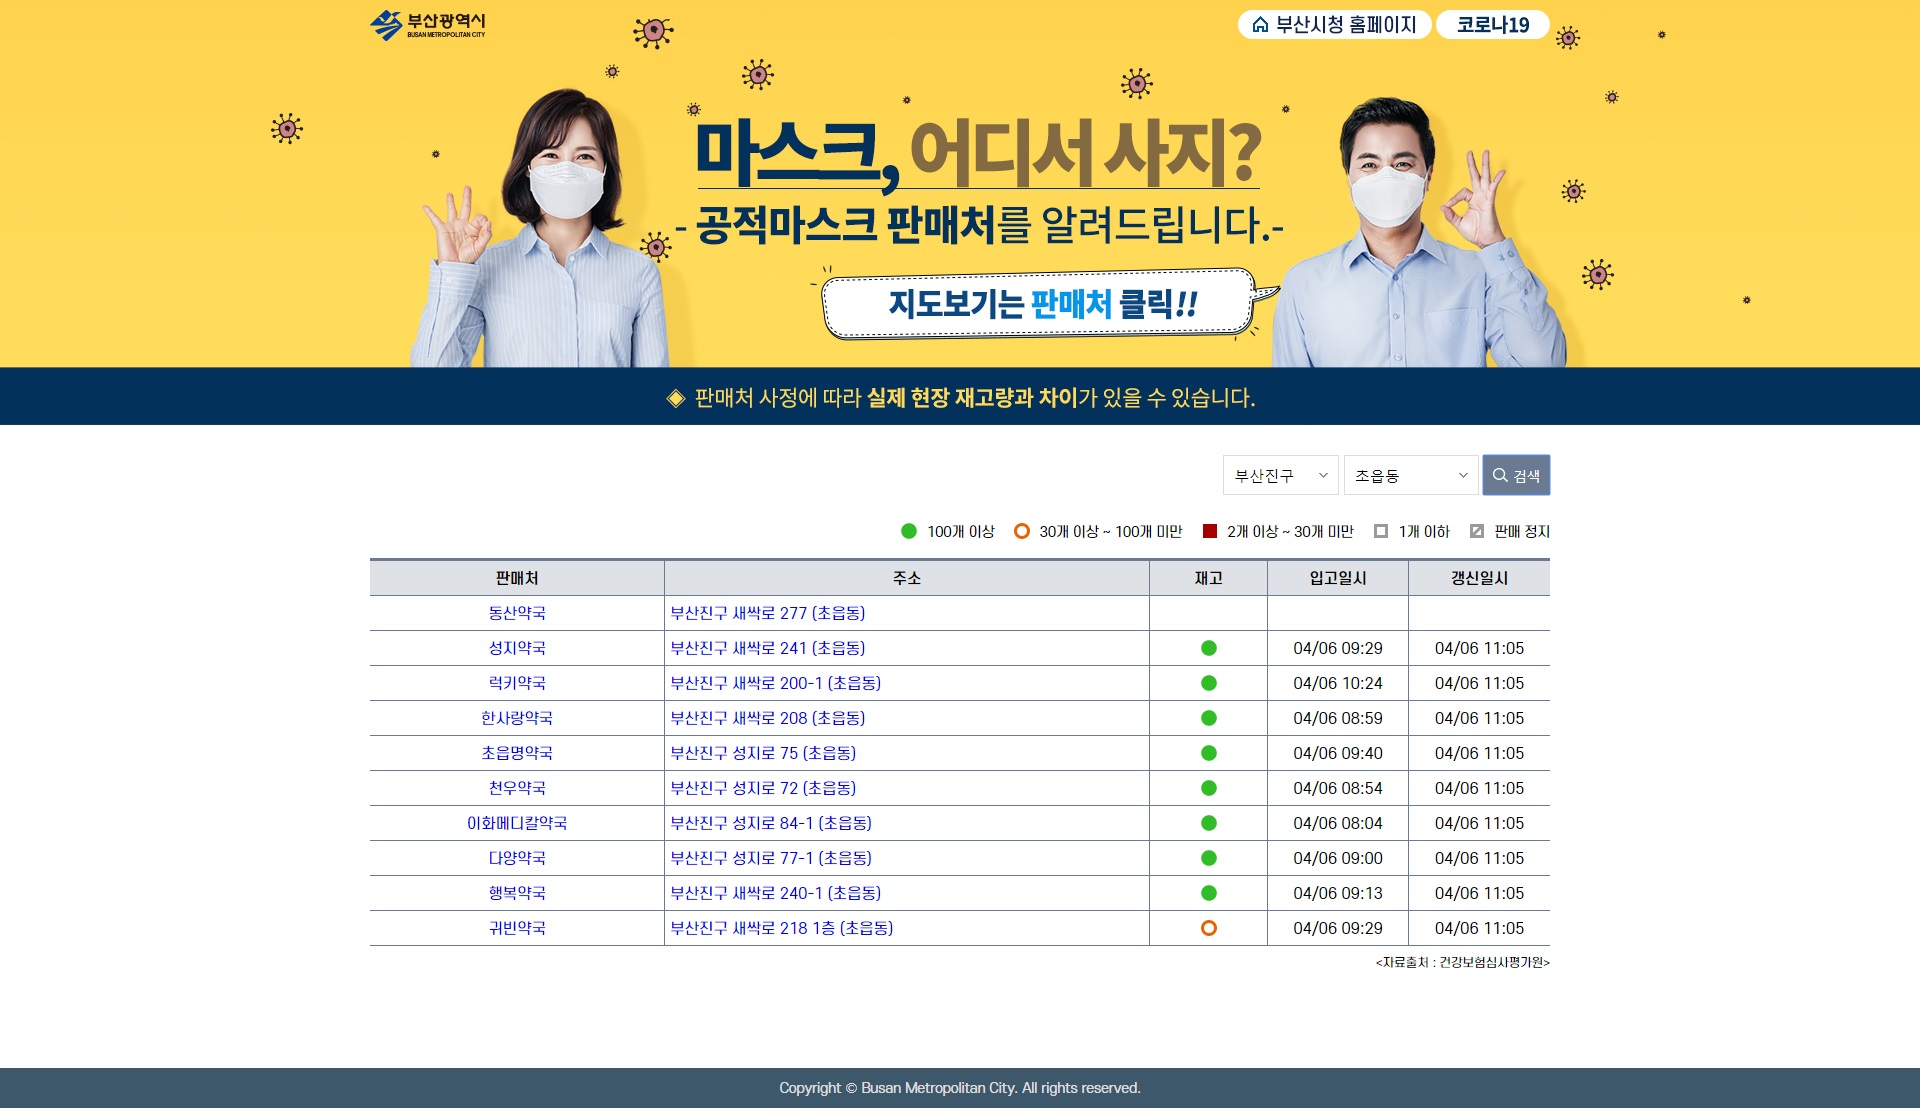 부산광역시
BUSAN METROPOLITAN CITY
부산시청 홈페이지
코로나19
마스크, 어디서 사지?
- 공적마스크 판매처를 알려드립니다.-
지도보기는 판매처 클릭!!
◈ 판매처 사정에 따라 실제 현장 재고량과 차이가 있을 수 있습니다.
부산진구 초읍동 검색
100개 이상 30개 이상 ~ 100개 미만 2개 이상 ~ 30개 미만 1개 이하 판매 정지
판매처 주소 재고 입고일시 갱신일시
동산약국 부산진구 새싹로 277 (초읍동)
성지약국 부산진구 새싹로 241 (초읍동) 04/06 09:29 04/06 11:05
럭키약국 부산진구 새싹로 200-1 (초읍동) 04/06 10:24 04/06 11:05
한사랑약국 부산진구 새싹로 208 (초읍동) 04/06 08:59 04/06 11:05
초읍명약국 부산진구 성지로 75 (초읍동) 04/06 09:40 04/06 11:05
천우약국 부산진구 성지로 72 (초읍동) 04/06 08:54 04/06 11:05
이화메디칼약국 부산진구 성지로 84-1 (초읍동) 04/06 08:04 04/06 11:05
다양약국 부산진구 성지로 77-1 (초읍동) 04/06 09:00 04/06 11:05
행복약국 부산진구 새싹로 240-1 (초읍동) 04/06 09:13 04/06 11:05
귀빈약국 부산진구 새싹로 218 1층 (초읍동) 04/06 09:29 04/06 11:05
<자료출처 : 건강보험심사평가원>
Copyright © Busan Metropolitan City. All rights reserved.